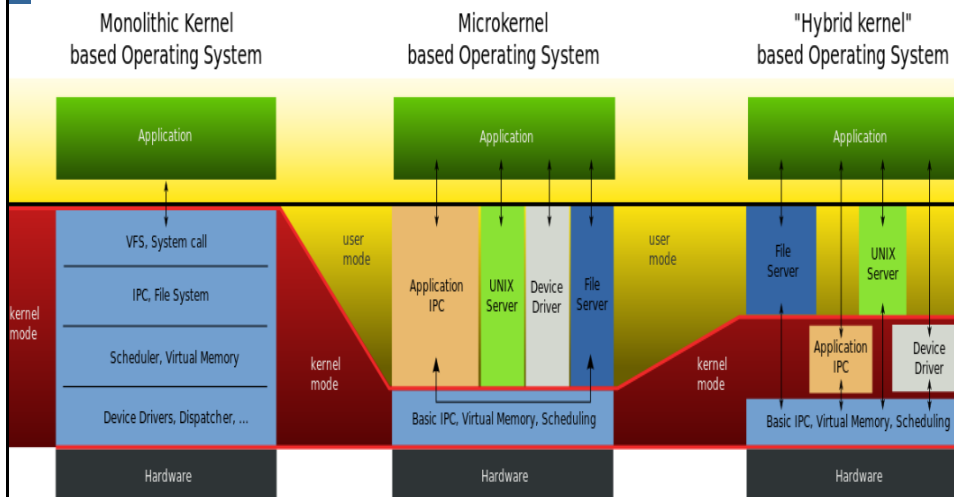 Monolithic Kernel
based Operating System
Microkernel
based Operating System
"Hybrid kernel"
based Operating System
Application
Application
Application
VFS, System call
IPC, File System
Scheduler, Virtual Memory
Device Drivers, Dispatcher, ...
Hardware
kernel
mode
user
mode
kernel
mode
Application
IPC
UNIX
Server
Device
Driver
File
Server
Basic IPC, Virtual Memory, Scheduling
Hardware
user
mode
kernel
mode
File
Server
UNIX
Server
Application
IPC
Device
Driver
Basic IPC, Virtual Memory, Scheduling
Hardware